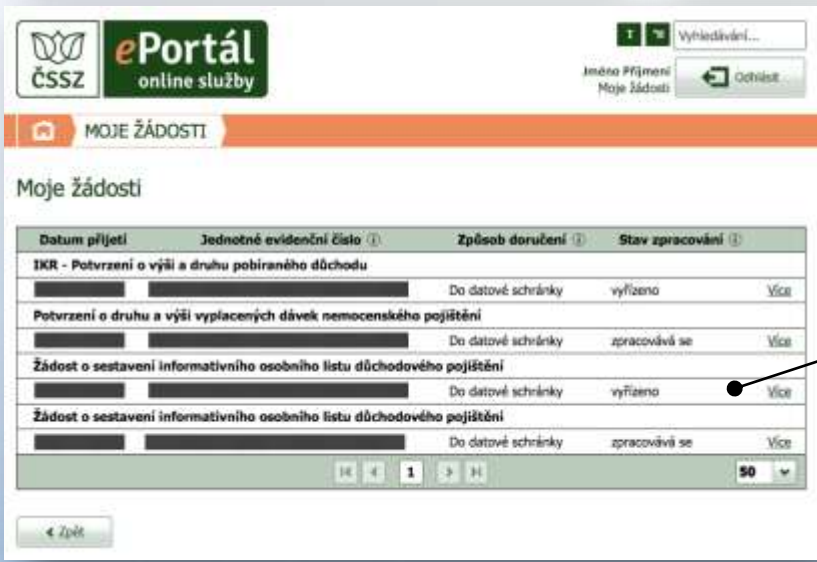 ČSSZ
ePortál
online služby
Vyhledávání...
Jméno Příjmení
Moje žádosti
Odhlásit
MOJE ŽÁDOSTI
Moje žádosti
Datum přijetí Jednotné evidenční číslo Způsob doručení Stav zpracování
IKR - Potvrzení o výši a druhu pobíraného důchodu
Do datové schránky vyřízeno Více
Potvrzení o druhu a výši vyplacených dávek nemocenského pojištění
Do datové schránky zpracovává se Více
Žádost o sestavení informativního osobního listu důchodového pojištění
Do datové schránky vyřízeno Více
Žádost o sestavení informativního osobního listu důchodového pojištění
Do datové schránky zpracovává se Více
1 50
Zpět